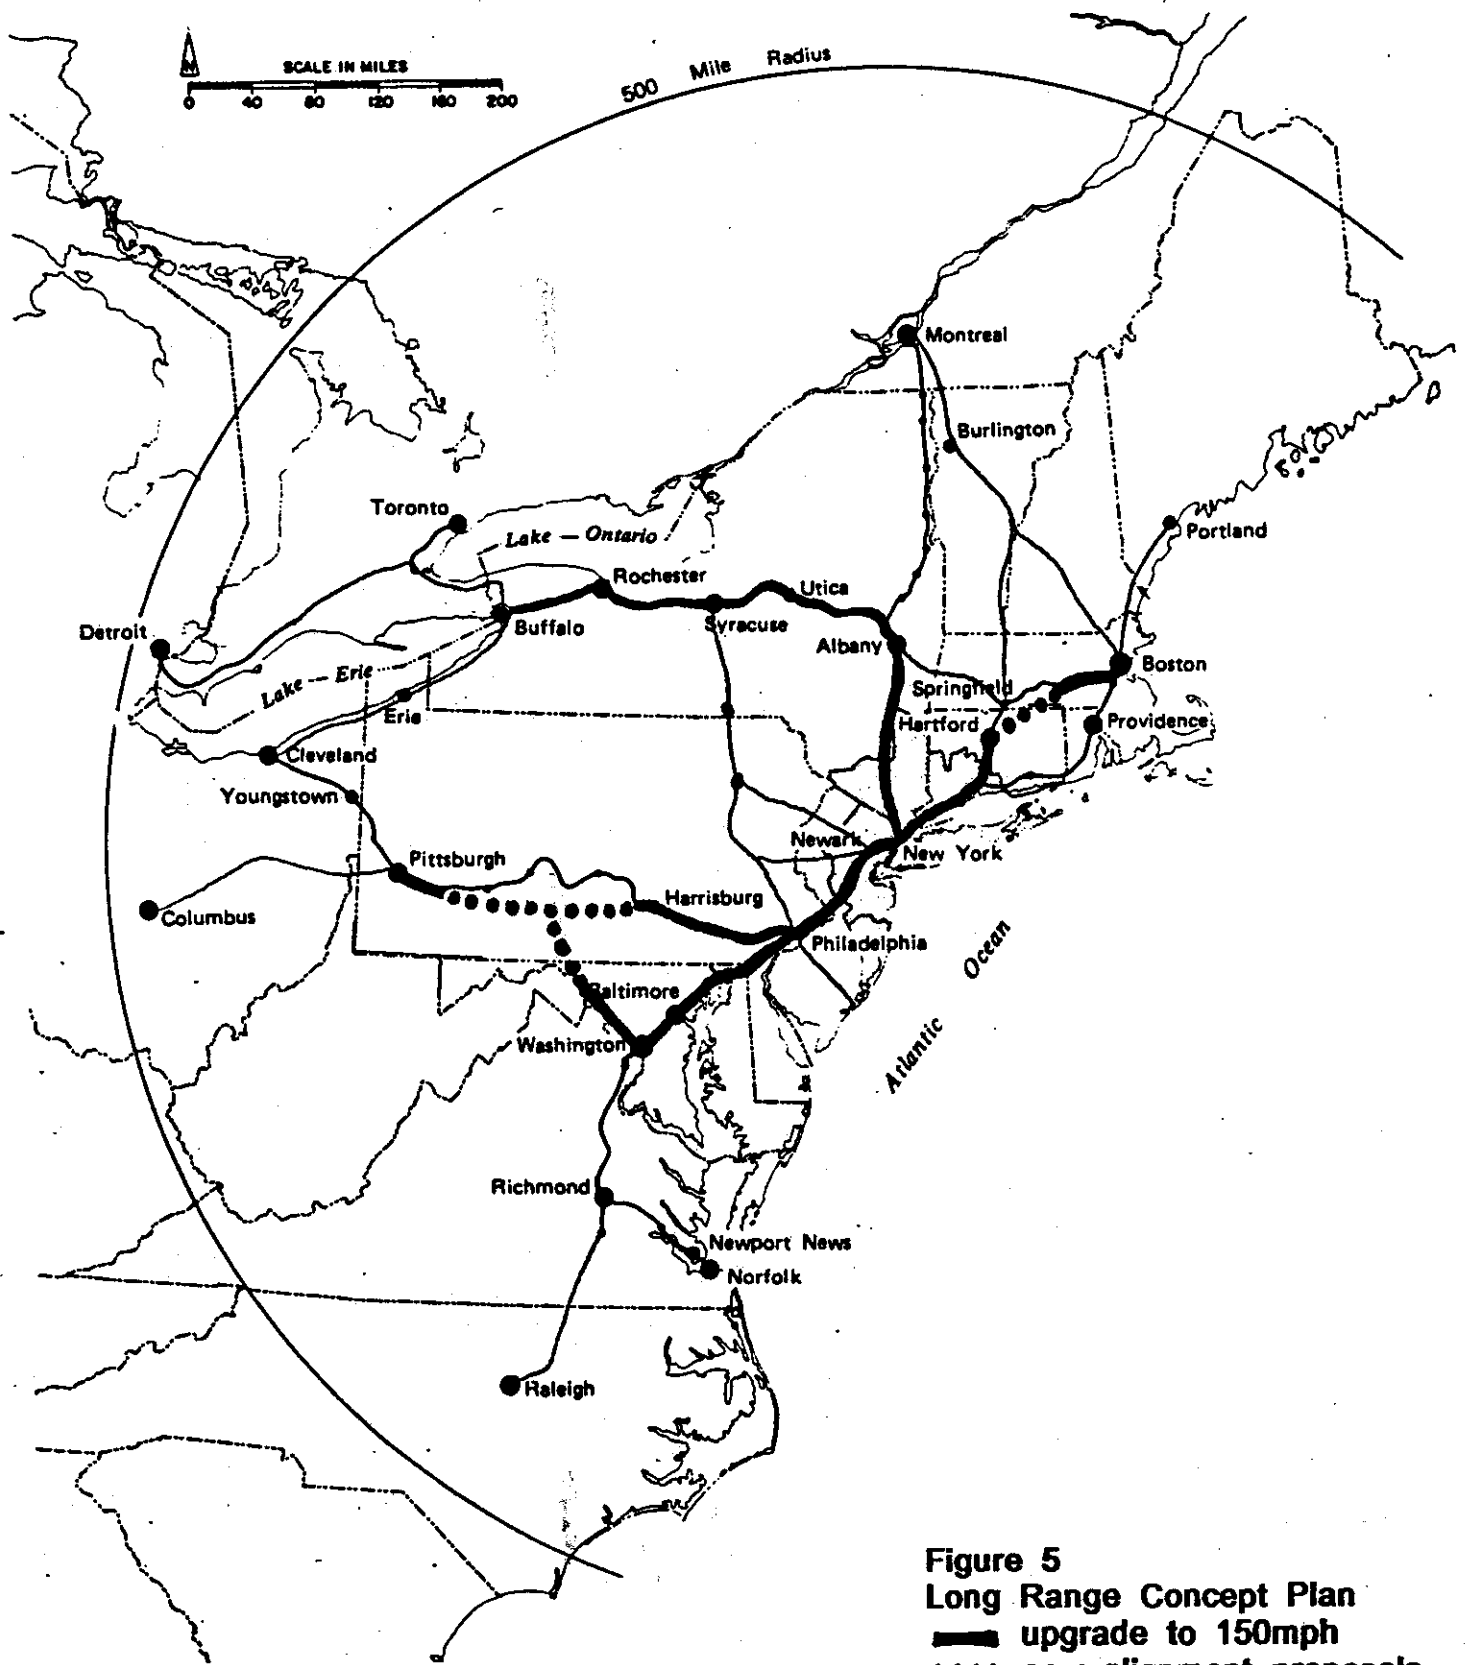 N
SCALE IN MILES
0 40 80 120 160 200
500 Mile Radius
Montreal
Burlington
Toronto
Lake — Ontario
Portland
Rochester
Utica
Syracuse
Buffalo
Detroit
Albany
Boston
Lake — Erie
Springfield
Erie
Hartford
Providence
Cleveland
Youngstown
Newark
New York
Pittsburgh
Harrisburg
Columbus
Philadelphia
Atlantic Ocean
Baltimore
Washington
Richmond
Newport News
Norfolk
Raleigh
Figure 5
Long Range Concept Plan
upgrade to 150mph
alignment proposals